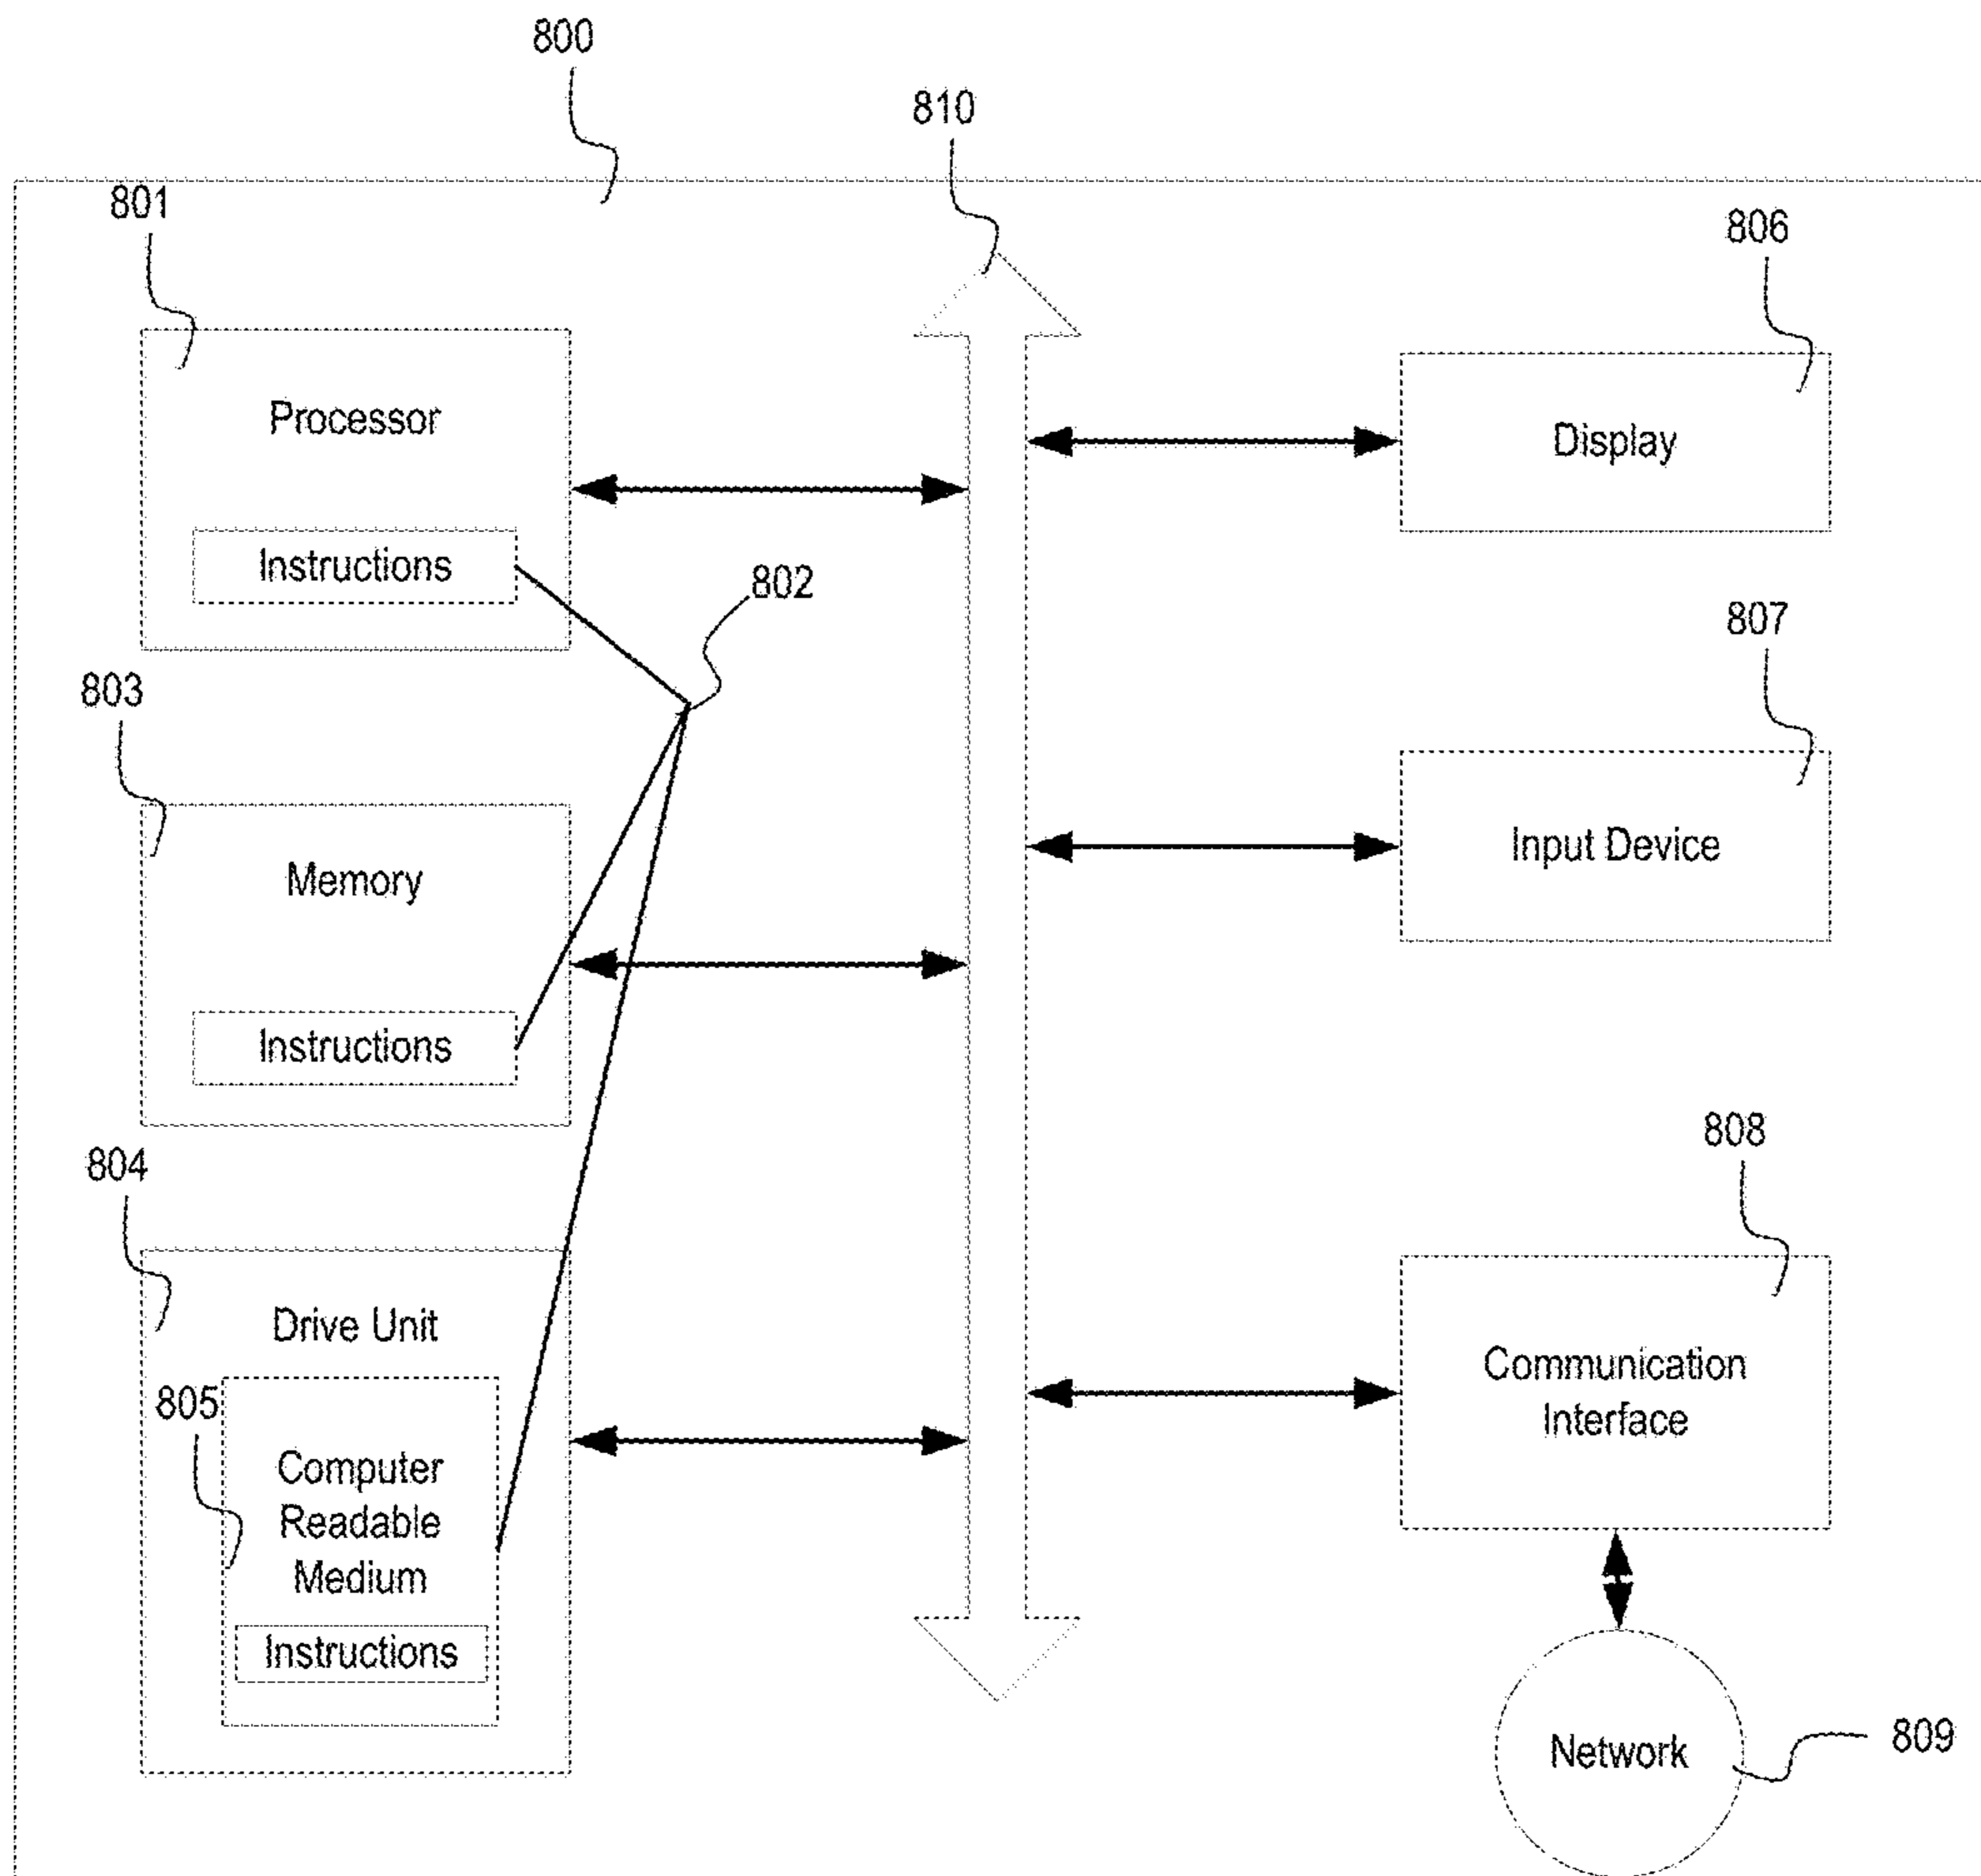 800
810
801
806
Processor
Display
Instructions
802
807
803
Input Device
Memory
Instructions
808
804
Drive Unit
Communication
Interface
805
Computer
Readable
Medium
Instructions
Network
809